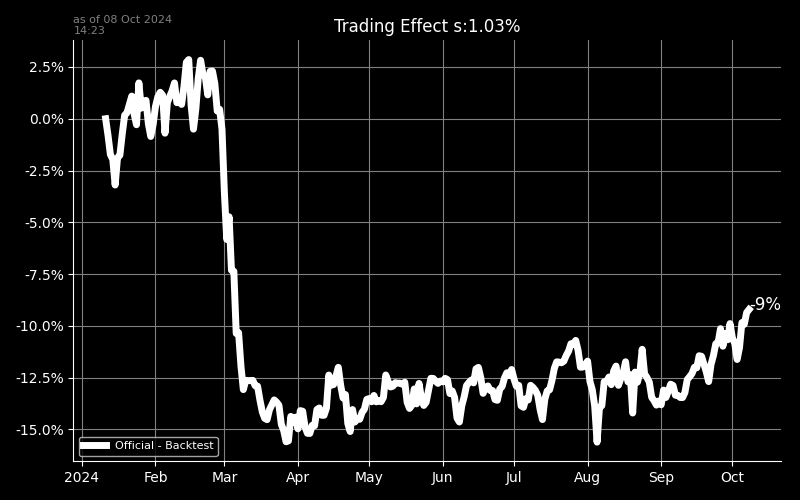 as of 08 Oct 2024
14:23
Trading Effect s:1.03%
2.5%
0.0%
-2.5%
-5.0%
-7.5%
-10.0%
-12.5%
-15.0%
-9%
Official - Backtest
2024 Feb Mar Apr May Jun Jul Aug Sep Oct